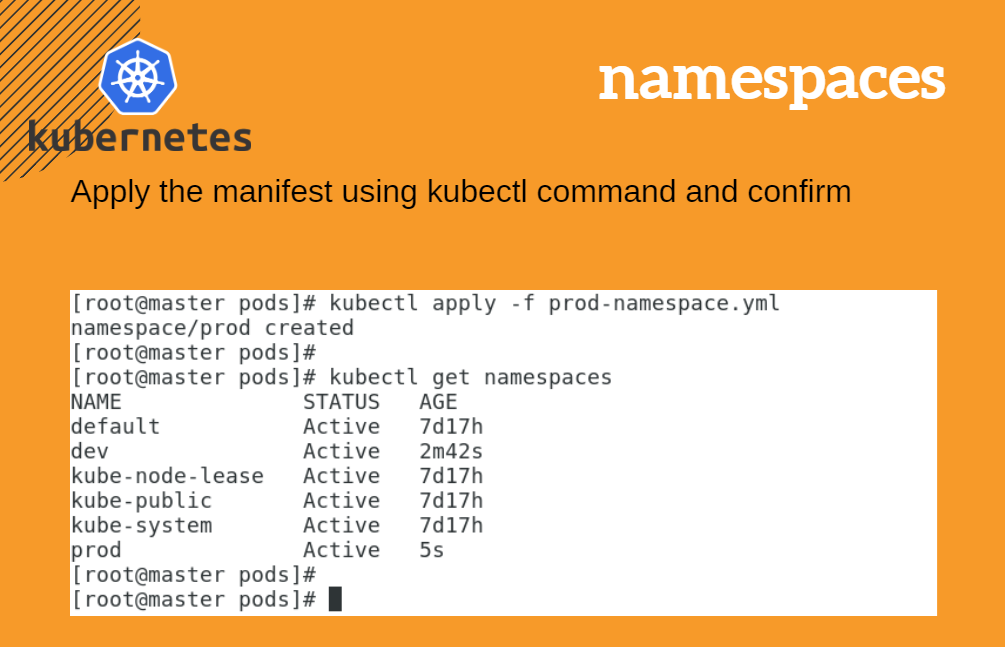 kubernetes
namespaces
Apply the manifest using kubectl command and confirm
[root@master pods]# kubectl apply -f prod-namespace.yml
namespace/prod created
[root@master pods]#
[root@master pods]# kubectl get namespaces
NAME              STATUS   AGE
default           Active   7d17h
dev               Active   2m42s
kube-node-lease   Active   7d17h
kube-public       Active   7d17h
kube-system       Active   7d17h
prod              Active   5s
[root@master pods]#
[root@master pods]#